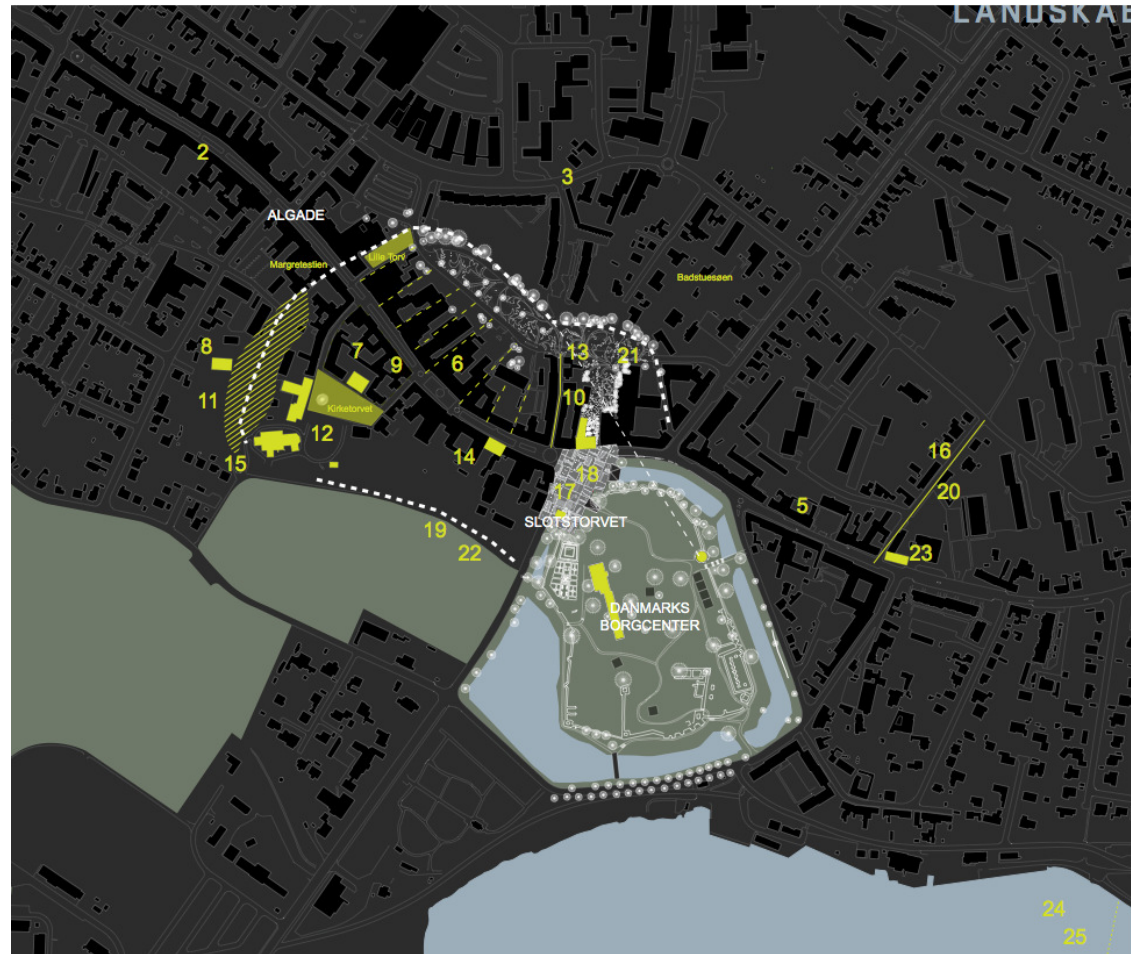 LANDSKAB
2
3
ALGADE
Lille Torv
Margretestien
Badstuesøen
8
7
9
6
13
21
11
10
Kirketorvet
12
14
15
18
16
17
20
5
SLOTSTORVET
19
22
23
DANMARKS
BORGCENTER
24
25